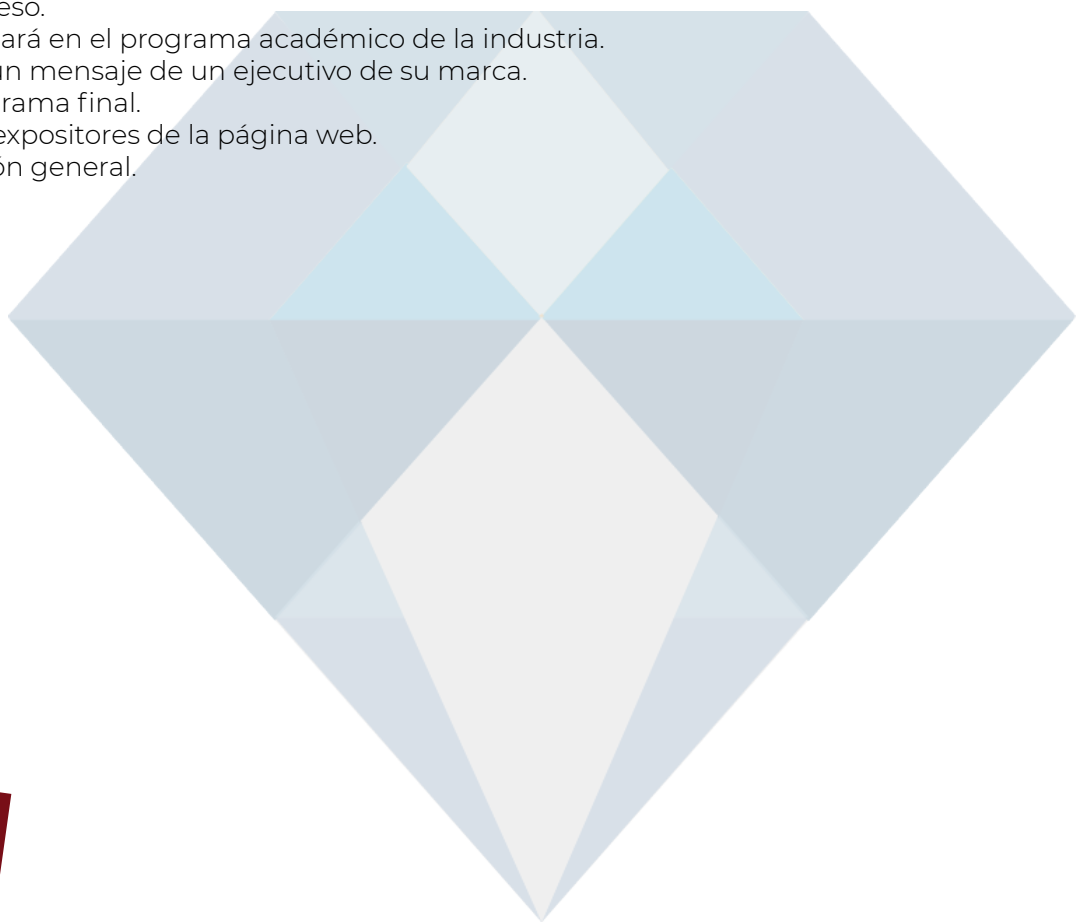 eso.
ará en el programa académico de la industria.
un mensaje de un ejecutivo de su marca.
rama final.
expositores de la página web.
ón general.